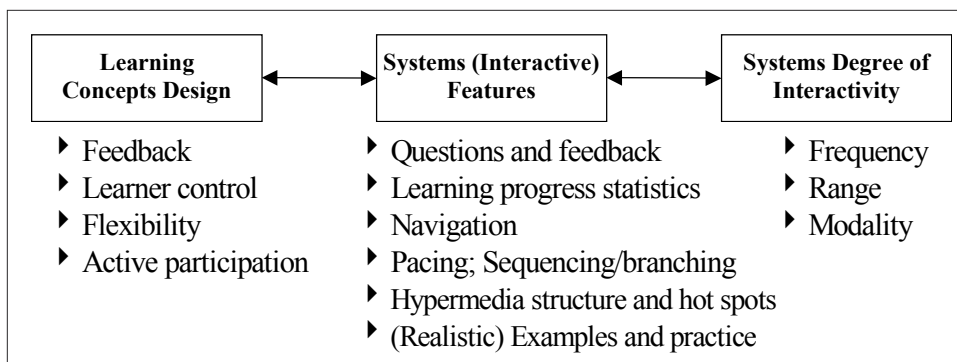 Learning
Concepts Design
Feedback
Learner control
Flexibility
Active participation
Systems (Interactive)
Features
Questions and feedback
Learning progress statistics
Navigation
Pacing; Sequencing/branching
Hypermedia structure and hot spots
(Realistic) Examples and practice
Systems Degree of
Interactivity
Frequency
Range
Modality